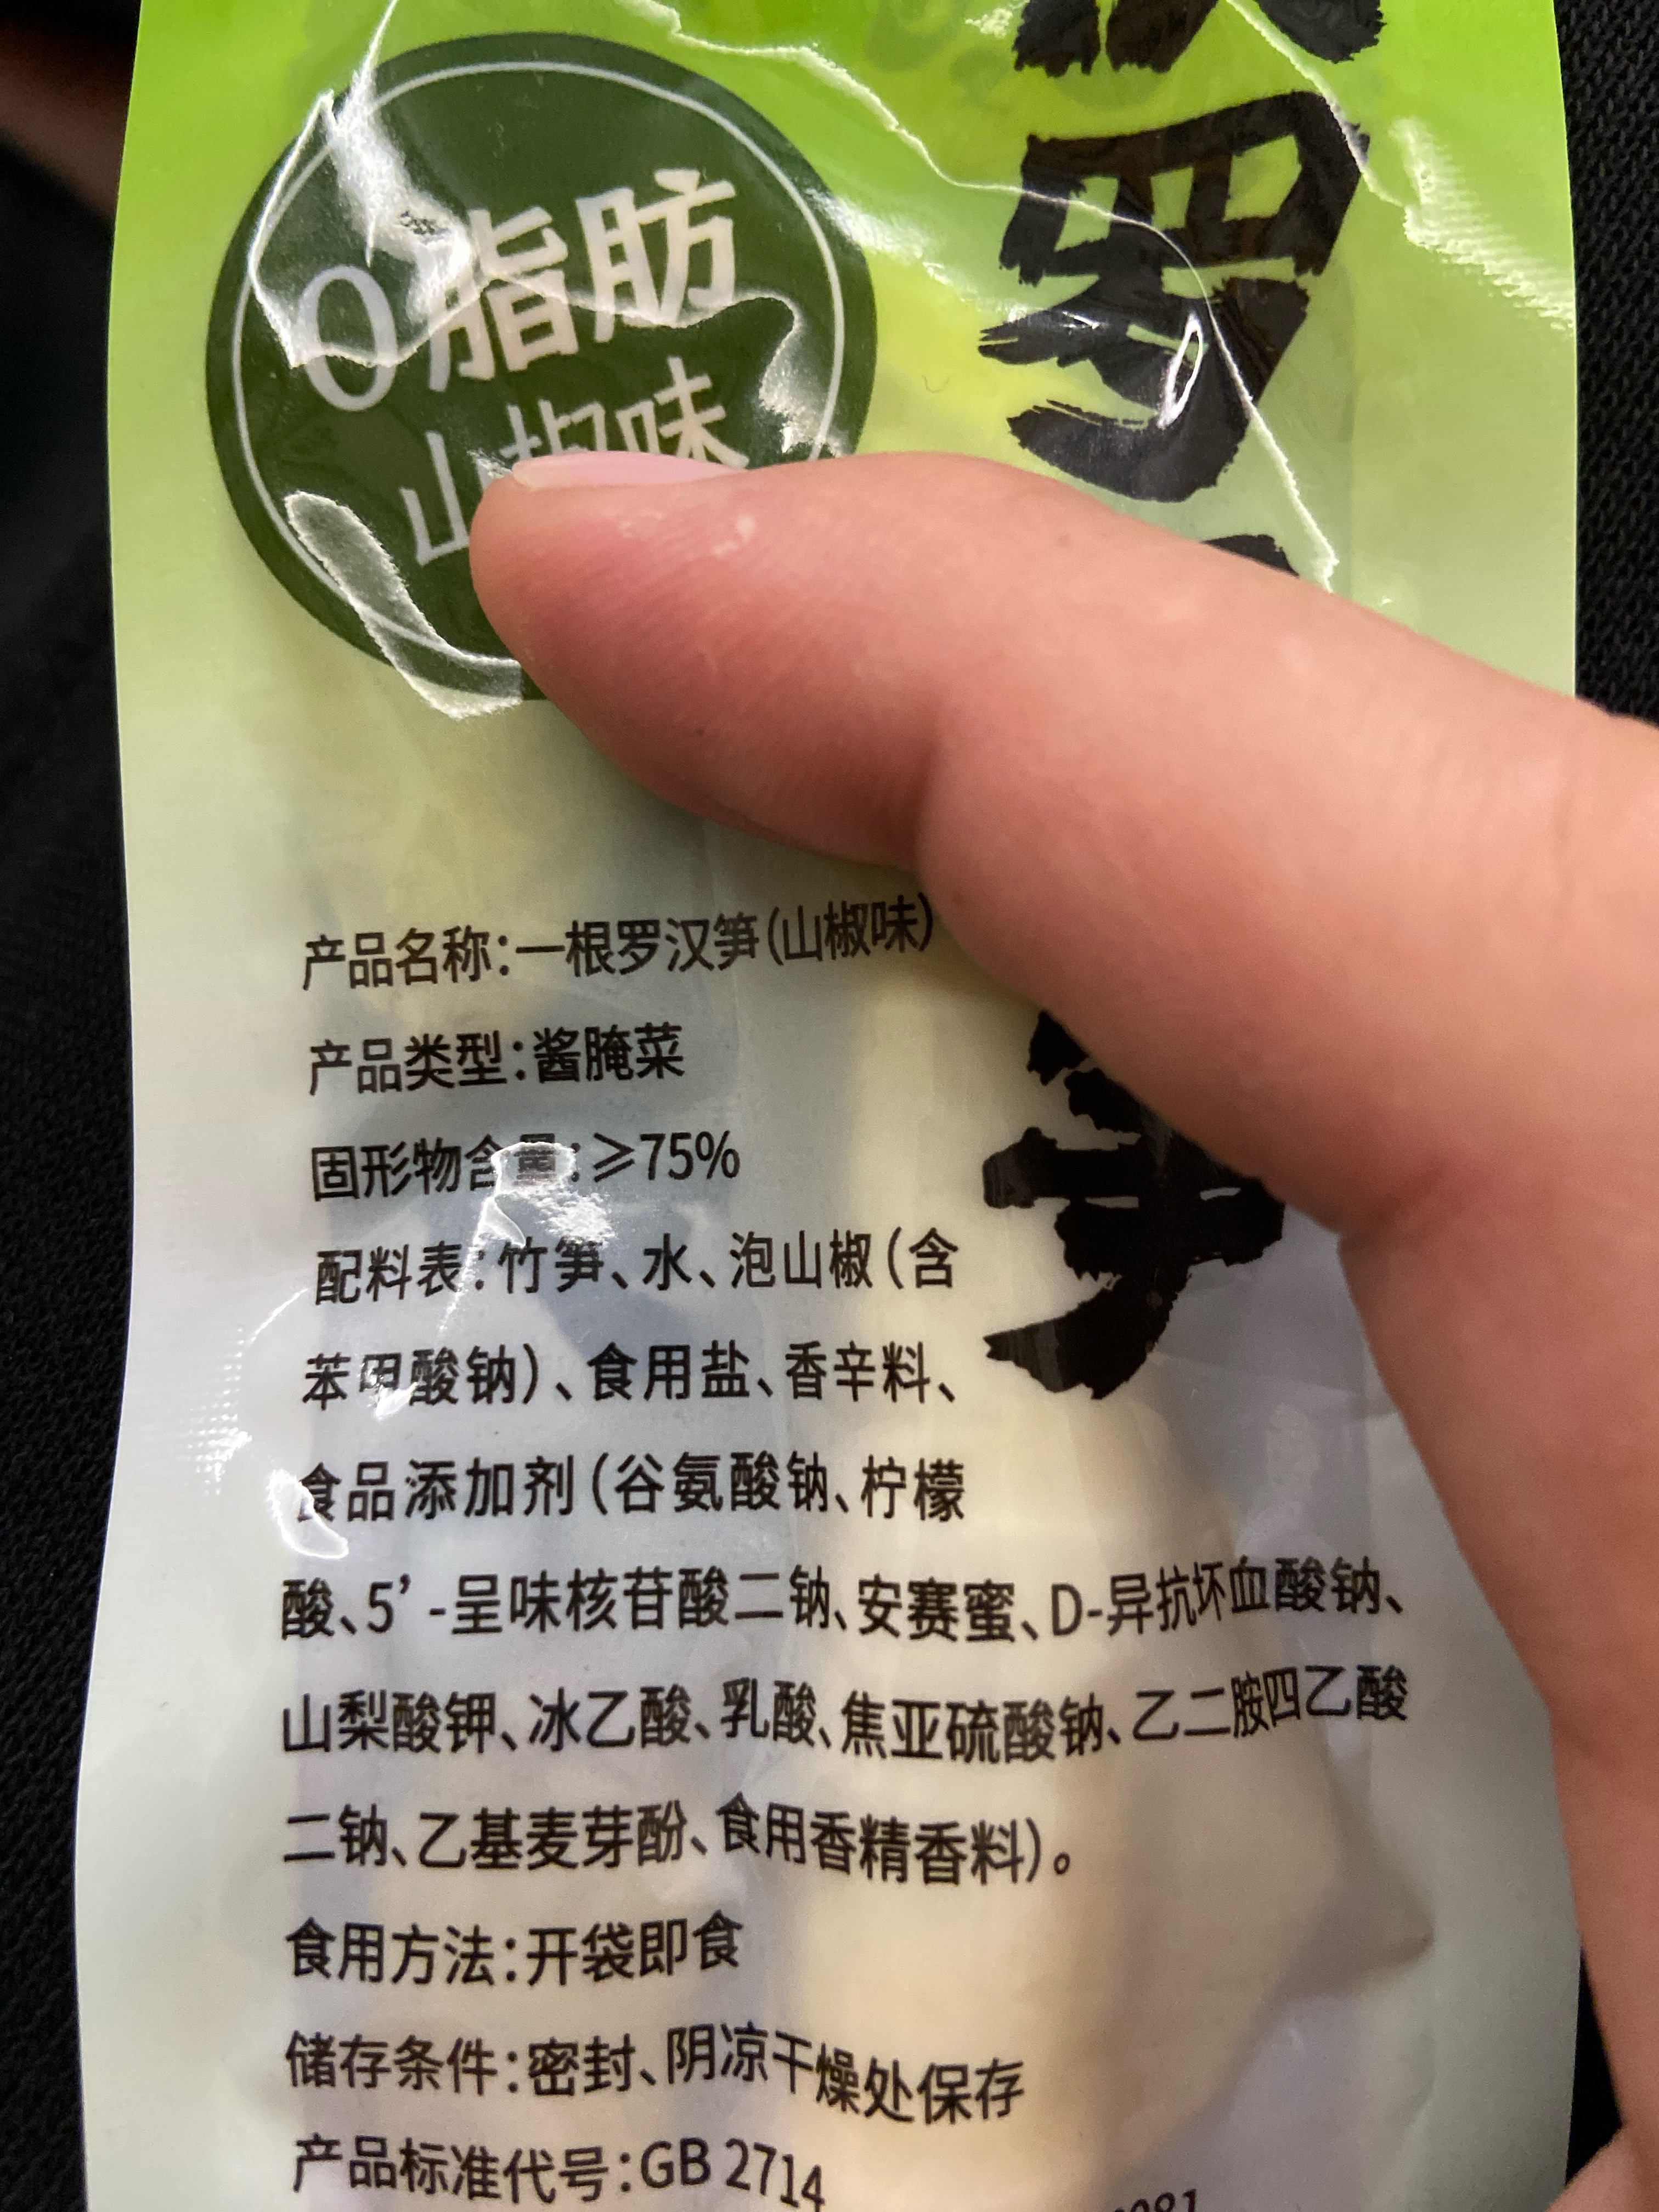 0脂肪
山椒味
罗
笋
产品名称：一根罗汉笋(山椒味)
产品类型：酱腌菜
固形物含量：≥75%
配料表：竹笋、水、泡山椒(含
苯甲酸钠)、食用盐、香辛料、
食品添加剂(谷氨酸钠、柠檬
酸、5’-呈味核苷酸二钠、安赛蜜、D-异抗坏血酸钠、
山梨酸钾、冰乙酸、乳酸、焦亚硫酸钠、乙二胺四乙酸
二钠、乙基麦芽酚、食用香精香料)。
食用方法：开袋即食
储存条件：密封、阴凉干燥处保存
产品标准代号：GB 2714